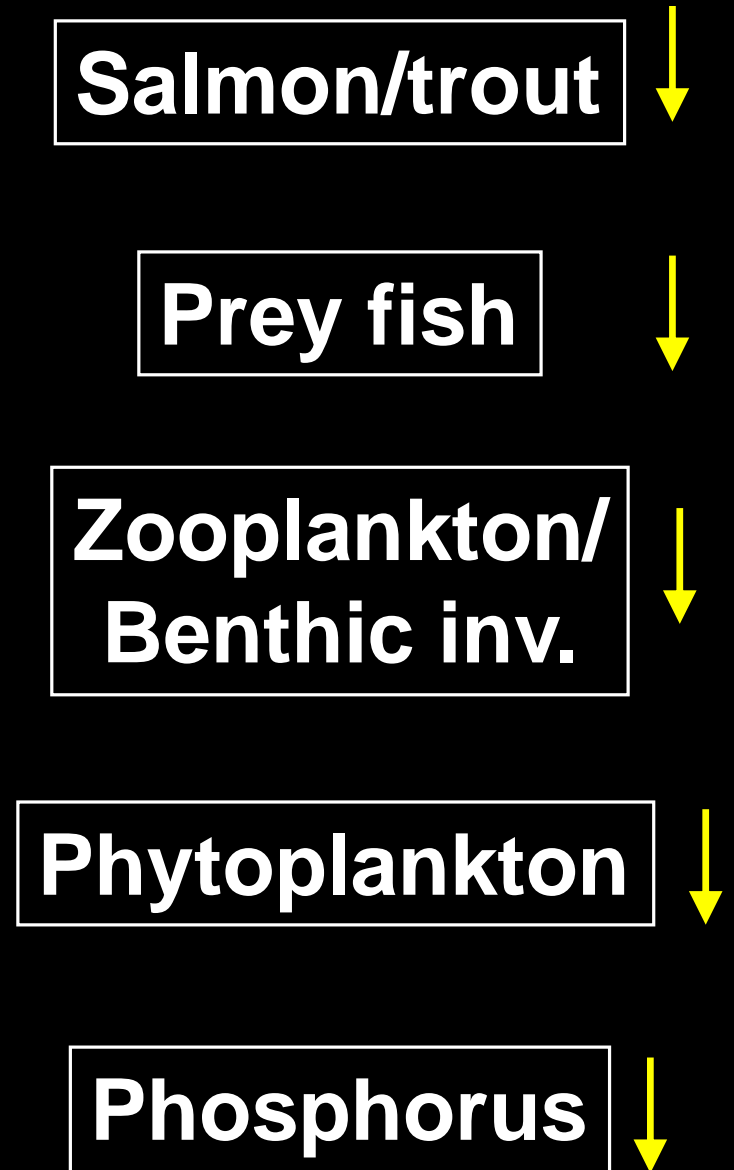 Salmon/trout
Prey fish
Zooplankton/
Benthic inv.
Phytoplankton
Phosphorus